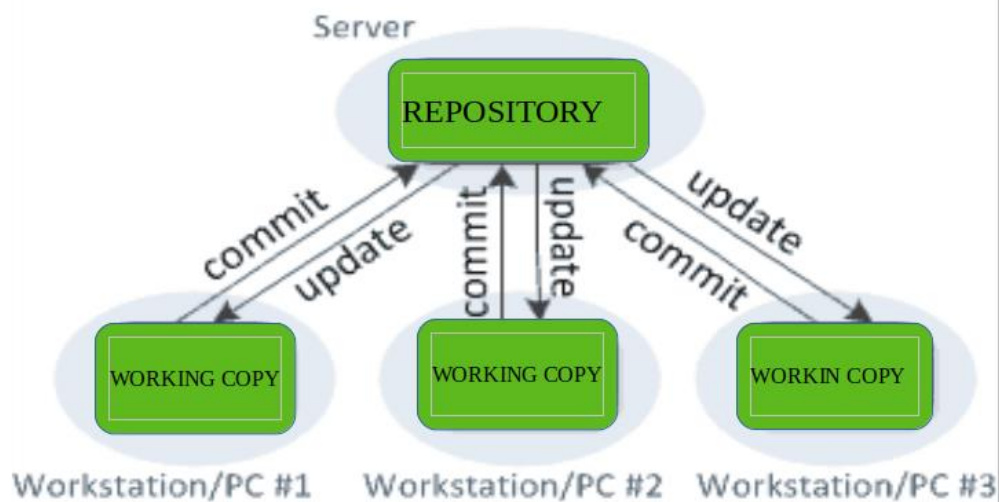 Server
REPOSITORY
commit
update
commit
update
commit
update
WORKING COPY
WORKING COPY
WORKIN COPY
Workstation/PC #1
Workstation/PC #2
Workstation/PC #3